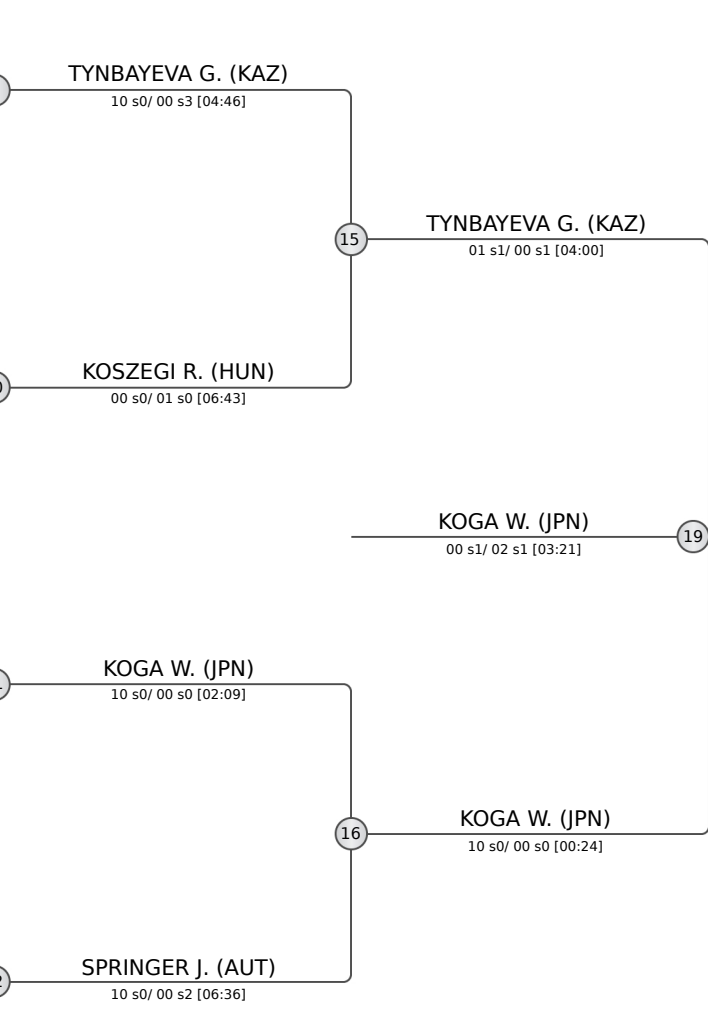 TYNBAYEVA G. (KAZ)
10 s0/ 00 s3 [04:46]
15
TYNBAYEVA G. (KAZ)
01 s1/ 00 s1 [04:00]
KOSZEGI R. (HUN)
00 s0/ 01 s0 [06:43]
KOGA W. (JPN)
19
00 s1/ 02 s1 [03:21]
KOGA W. (JPN)
10 s0/ 00 s0 [02:09]
16
KOGA W. (JPN)
10 s0/ 00 s0 [00:24]
SPRINGER J. (AUT)
10 s0/ 00 s2 [06:36]